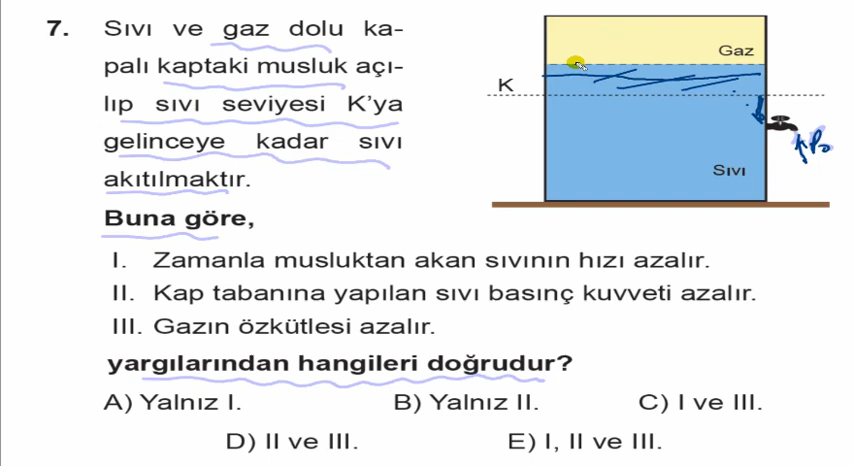 7. Sıvı ve gaz dolu ka-
palı kaptaki musluk açı-
lıp sıvı seviyesi K'ya
gelinceye kadar sıvı
akıtılmaktır.
Gaz
K
Sıvı
P₀
Buna göre,
I. Zamanla musluktan akan sıvının hızı azalır.
II. Kap tabanına yapılan sıvı basınç kuvveti azalır.
III. Gazın özkütlesi azalır.
yargılarından hangileri doğrudur?
A) Yalnız I. B) Yalnız II. C) I ve III.
D) II ve III. E) I, II ve III.